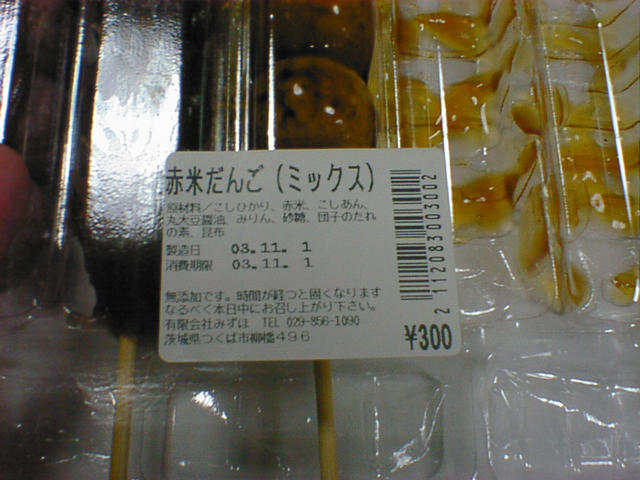 赤米だんご（ミックス）
原材料／こしひかり、赤米、こしあん、
丸大豆醤油、みりん、砂糖、団子のたれ
の素、昆布
製造日 03.11. 1
消費期限 03.11. 1
無添加です。時間が経つと固くなります
なるべく本日中にお召し上がり下さい。
有限会社みずほ TEL 029-856-1090
茨城県つくば市柳橋４９６
¥300
2 112083003002